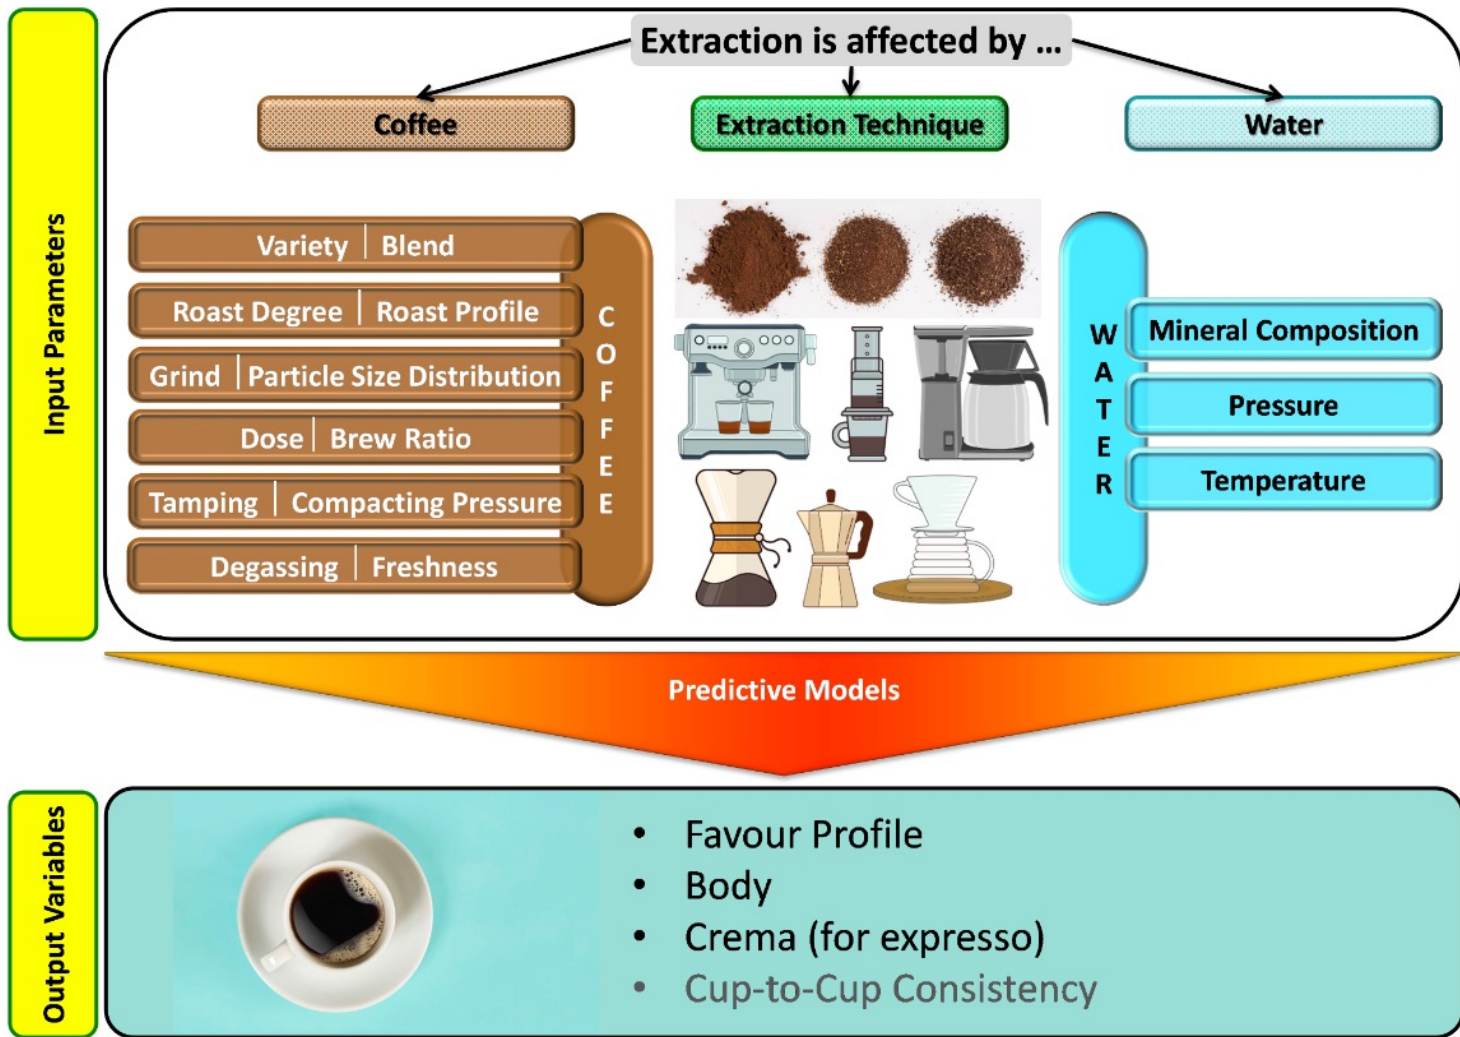 Input Parameters
Extraction is affected by ...
Coffee
Extraction Technique
Water
Variety | Blend
Roast Degree | Roast Profile
Grind | Particle Size Distribution
Dose | Brew Ratio
Tamping | Compacting Pressure
Degassing | Freshness
COFFEE
WATER
Mineral Composition
Pressure
Temperature
Predictive Models
Output Variables
• Favour Profile
• Body
• Crema (for expresso)
• Cup-to-Cup Consistency